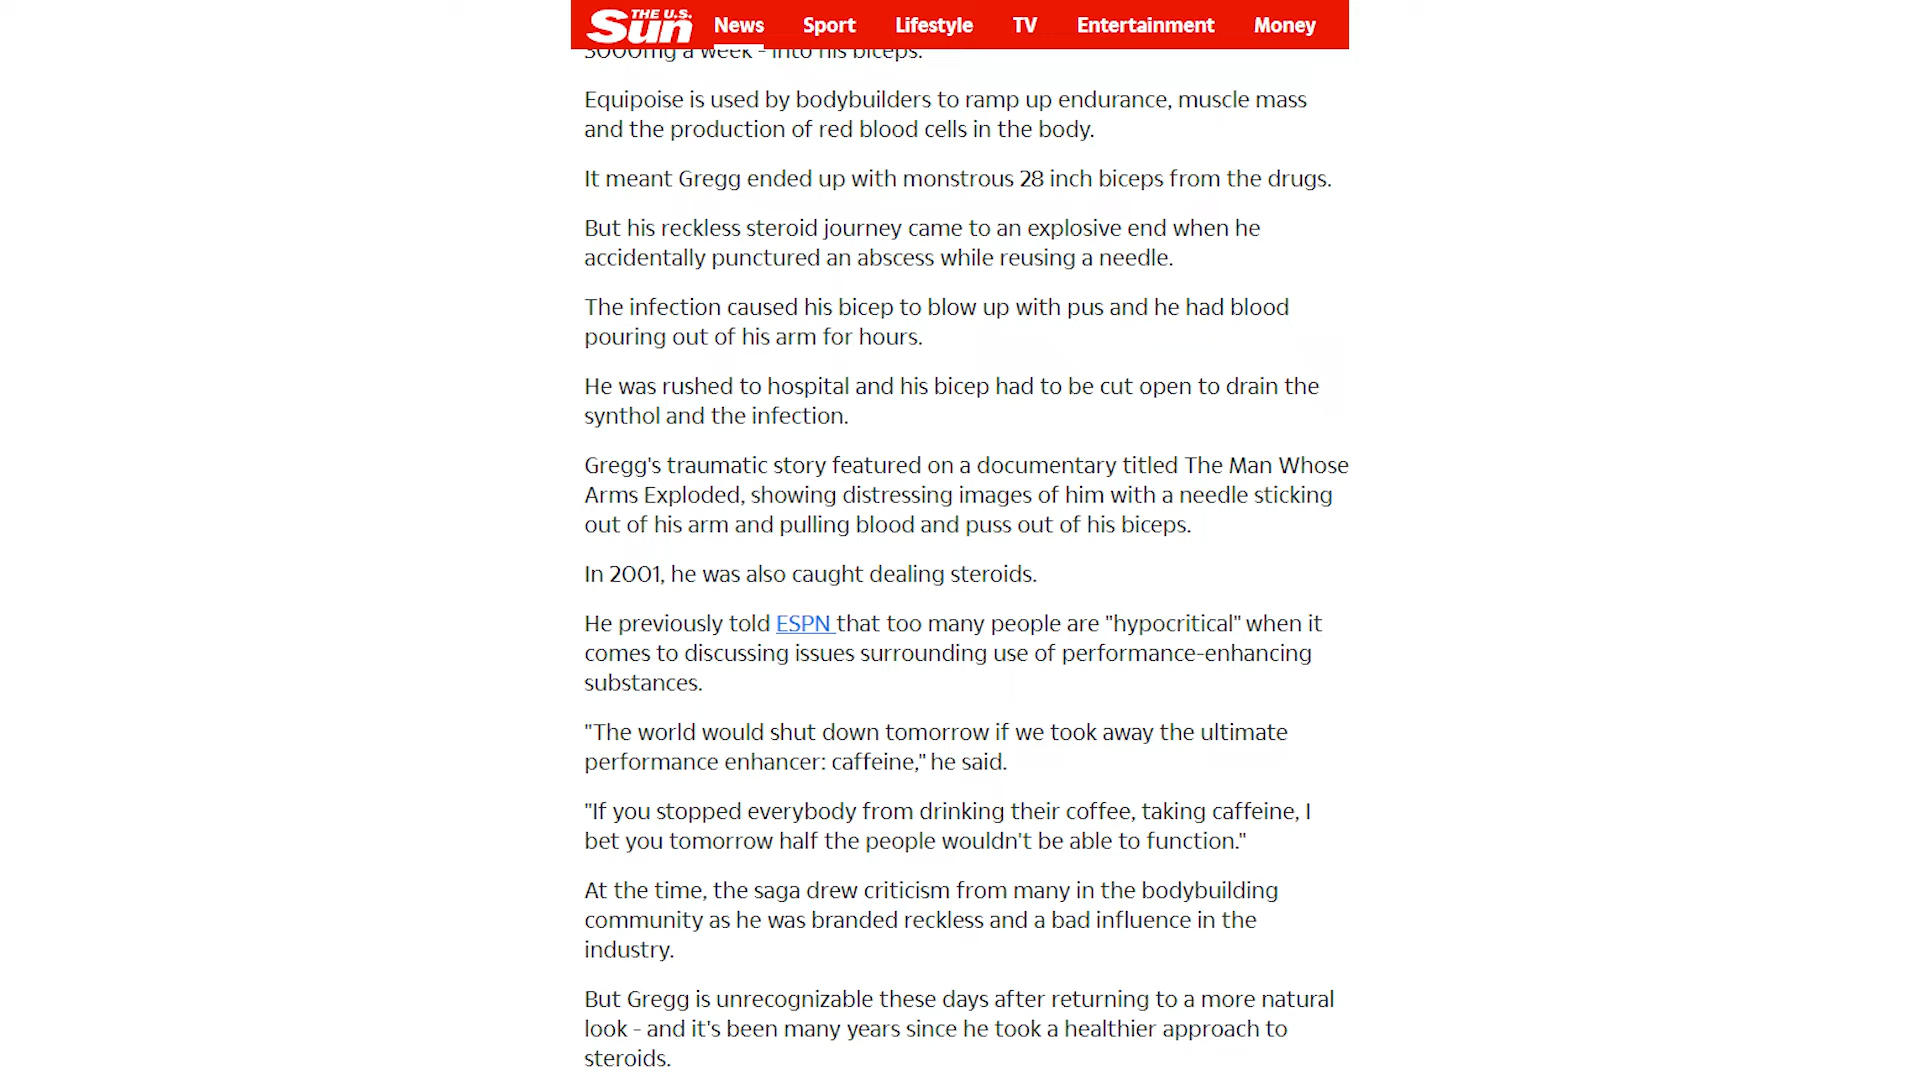 THE U.S.
Sun
News Sport Lifestyle TV Entertainment Money
3000mg a week - into his biceps.
Equipoise is used by bodybuilders to ramp up endurance, muscle mass
and the production of red blood cells in the body.
It meant Gregg ended up with monstrous 28 inch biceps from the drugs.
But his reckless steroid journey came to an explosive end when he
accidentally punctured an abscess while reusing a needle.
The infection caused his bicep to blow up with pus and he had blood
pouring out of his arm for hours.
He was rushed to hospital and his bicep had to be cut open to drain the
synthol and the infection.
Gregg's traumatic story featured on a documentary titled The Man Whose
Arms Exploded, showing distressing images of him with a needle sticking
out of his arm and pulling blood and puss out of his biceps.
In 2001, he was also caught dealing steroids.
He previously told ESPN that too many people are "hypocritical" when it
comes to discussing issues surrounding use of performance-enhancing
substances.
"The world would shut down tomorrow if we took away the ultimate
performance enhancer: caffeine," he said.
"If you stopped everybody from drinking their coffee, taking caffeine, I
bet you tomorrow half the people wouldn't be able to function."
At the time, the saga drew criticism from many in the bodybuilding
community as he was branded reckless and a bad influence in the
industry.
But Gregg is unrecognizable these days after returning to a more natural
look - and it's been many years since he took a healthier approach to
steroids.